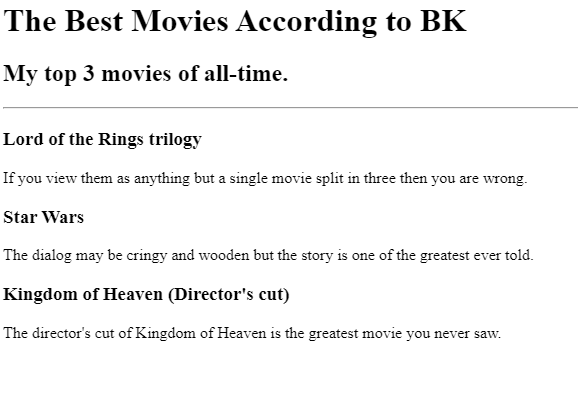 The Best Movies According to BK
My top 3 movies of all-time.
Lord of the Rings trilogy
If you view them as anything but a single movie split in three then you are wrong.
Star Wars
The dialog may be cringy and wooden but the story is one of the greatest ever told.
Kingdom of Heaven (Director's cut)
The director's cut of Kingdom of Heaven is the greatest movie you never saw.